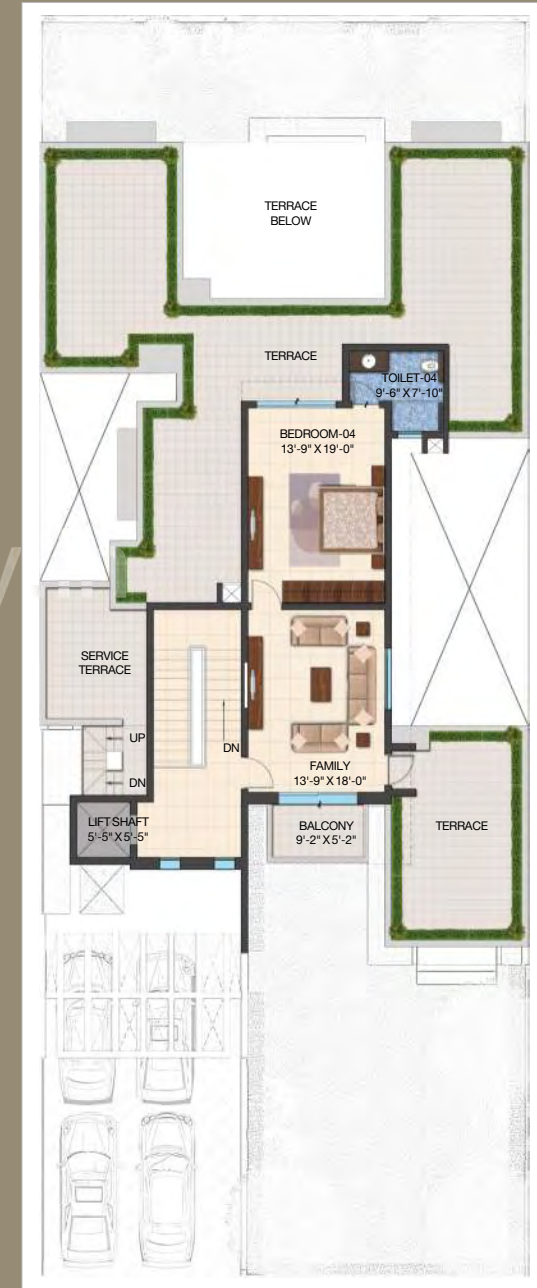 TERRACE
BELOW
TERRACE
TOILET-04
9'-6" X 7'-10"
BEDROOM-04
13'-9" X 19'-0"
SERVICE
TERRACE
UP
DN
DN
FAMILY
13'-9" X 18'-0"
LIFT SHAFT
5'-5" X 5'-5"
BALCONY
9'-2" X 5'-2"
TERRACE